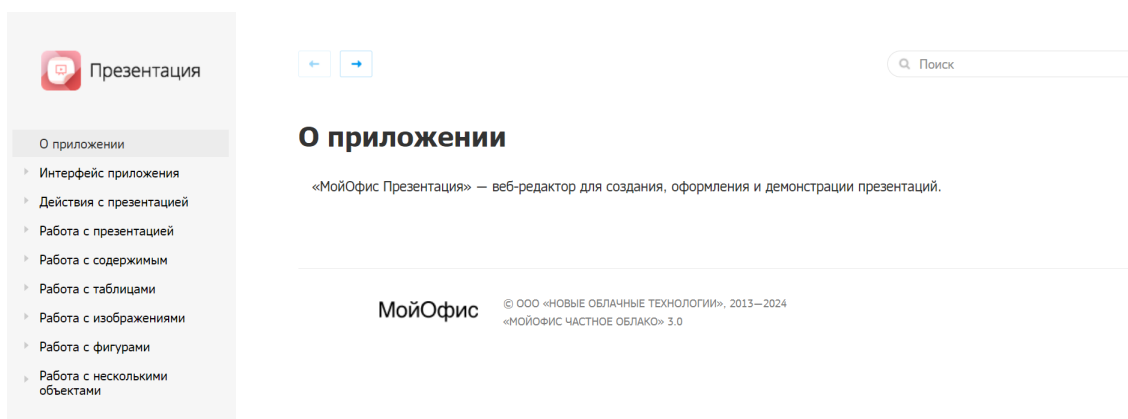 Презентация
О приложении
Интерфейс приложения
Действия с презентацией
Работа с презентацией
Работа с содержимым
Работа с таблицами
Работа с изображениями
Работа с фигурами
Работа с несколькими
объектами
Поиск
О приложении
«МойОфис Презентация» — веб-редактор для создания, оформления и демонстрации презентаций.
МойОфис
© ООО «НОВЫЕ ОБЛАЧНЫЕ ТЕХНОЛОГИИ», 2013—2024
«МОЙОФИС ЧАСТНОЕ ОБЛАКО» 3.0